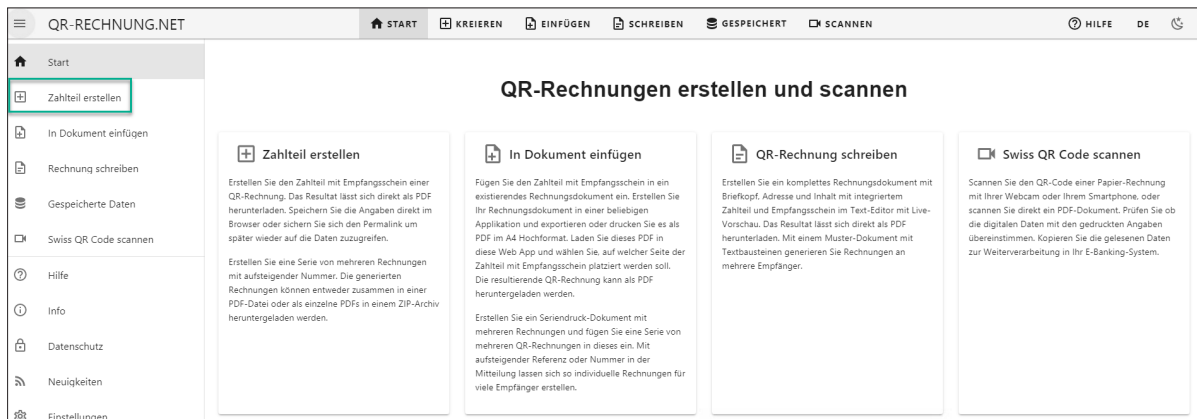 QR-RECHNUNG.NET
START
KREIEREN
EINFÜGEN
SCHREIBEN
GESPEICHERT
SCANNEN
HILFE
DE
Start
Zahlteil erstellen
In Dokument einfügen
Rechnung schreiben
Gespeicherte Daten
Swiss QR Code scannen
Hilfe
Info
Datenschutz
Neuigkeiten
Einstellungen
QR-Rechnungen erstellen und scannen
Zahlteil erstellen
Erstellen Sie den Zahlteil mit Empfangsschein einer
QR-Rechnung. Das Resultat lässt sich direkt als PDF
herunterladen. Speichern Sie die Angaben direkt im
Browser oder sichern Sie sich den Permalink um
später wieder auf die Daten zuzugreifen.
Erstellen Sie eine Serie von mehreren Rechnungen
mit aufsteigender Nummer. Die generierten
Rechnungen können entweder zusammen in einer
PDF-Datei oder als einzelne PDFs in einem ZIP-Archiv
heruntergeladen werden.
In Dokument einfügen
Fügen Sie den Zahlteil mit Empfangsschein in ein
existierendes Rechnungsdokument ein. Erstellen Sie
Ihr Rechnungsdokument in einer beliebigen
Applikation und exportieren oder drucken Sie es als
PDF im A4 Hochformat. Laden Sie dieses PDF in
diese Web App und wählen Sie, auf welcher Seite der
Zahlteil mit Empfangsschein platziert werden soll.
Die resultierende QR-Rechnung kann als PDF
heruntergeladen werden.
Erstellen Sie ein Seriendruck-Dokument mit
mehreren Rechnungen und fügen Sie eine Serie von
mehreren QR-Rechnungen in dieses ein. Mit
aufsteigender Referenz oder Nummer in der
Mitteilung lassen sich so individuelle Rechnungen für
viele Empfänger erstellen.
QR-Rechnung schreiben
Erstellen Sie ein komplettes Rechnungsdokument mit
Briefkopf, Adresse und Inhalt mit integriertem
Zahlteil und Empfangsschein im Text-Editor mit Live-
Vorschau. Das Resultat lässt sich direkt als PDF
herunterladen. Mit einem Muster-Dokument mit
Textbausteinen generieren Sie Rechnungen an
mehrere Empfänger.
Swiss QR Code scannen
Scannen Sie den QR-Code einer Papier-Rechnung
mit Ihrer Webcam oder Ihrem Smartphone, oder
scannen Sie direkt ein PDF-Dokument. Prüfen Sie ob
die digitalen Daten mit den gedruckten Angaben
übereinstimmen. Kopieren Sie die gelesenen Daten
zur Weiterverarbeitung in Ihr E-Banking-System.